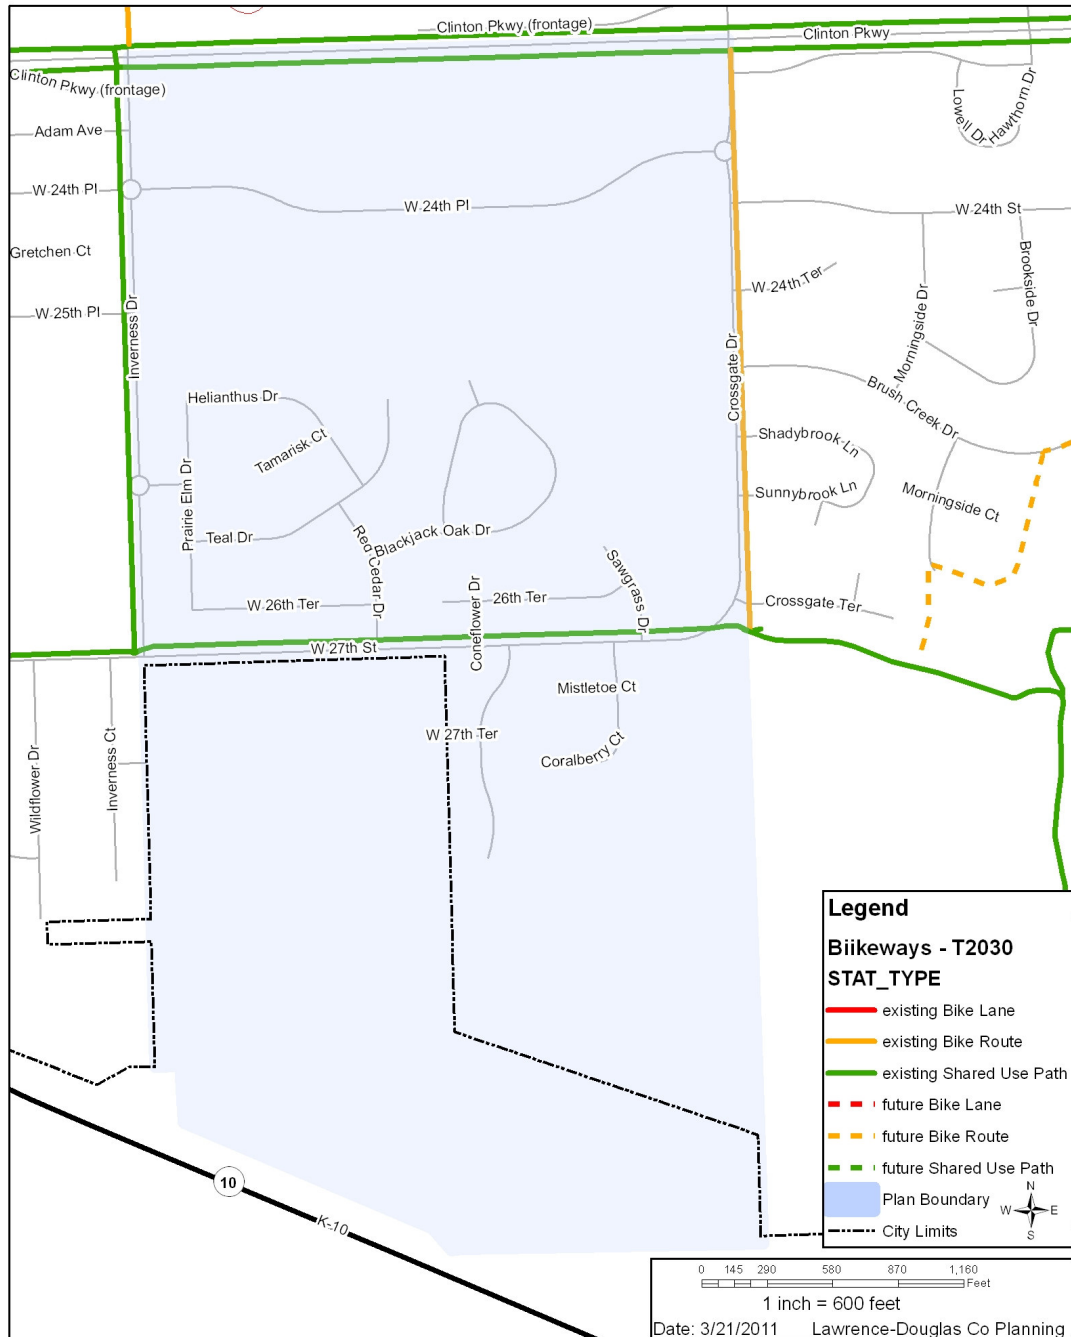 Clinton Pkwy (frontage)
Clinton Pkwy
Clinton Pkwy (frontage)
Adam Ave
Lowell Dr
Hawthorn Dr
W 24th Pl
W 24th Pl
W 24th St
Gretchen Ct
Brookside Dr
W 24th Ter
W 25th Pl
Inverness Dr
Morningside Dr
Crossgate Dr
Helianthus Dr
Brush Creek Dr
Tamarisk Ct
Shadybrook Ln
Prairie Elm Dr
Sunnybrook Ln
Morningside Ct
Teal Dr
Red Cedar Dr
Blackjack Oak Dr
Sawgrass Dr
W 26th Ter
Coneflower Dr
26th Ter
Crossgate Ter
W 27th St
Mistletoe Ct
W 27th Ter
Coralberry Ct
Wildflower Dr
Inverness Ct
10
K-10
Legend
Biikeways - T2030
STAT_TYPE
existing Bike Lane
existing Bike Route
existing Shared Use Path
future Bike Lane
future Bike Route
future Shared Use Path
Plan Boundary
City Limits
N
W E
S
0 145 290 580 870 1,160
Feet
1 inch = 600 feet
Date: 3/21/2011 Lawrence-Douglas Co Planning